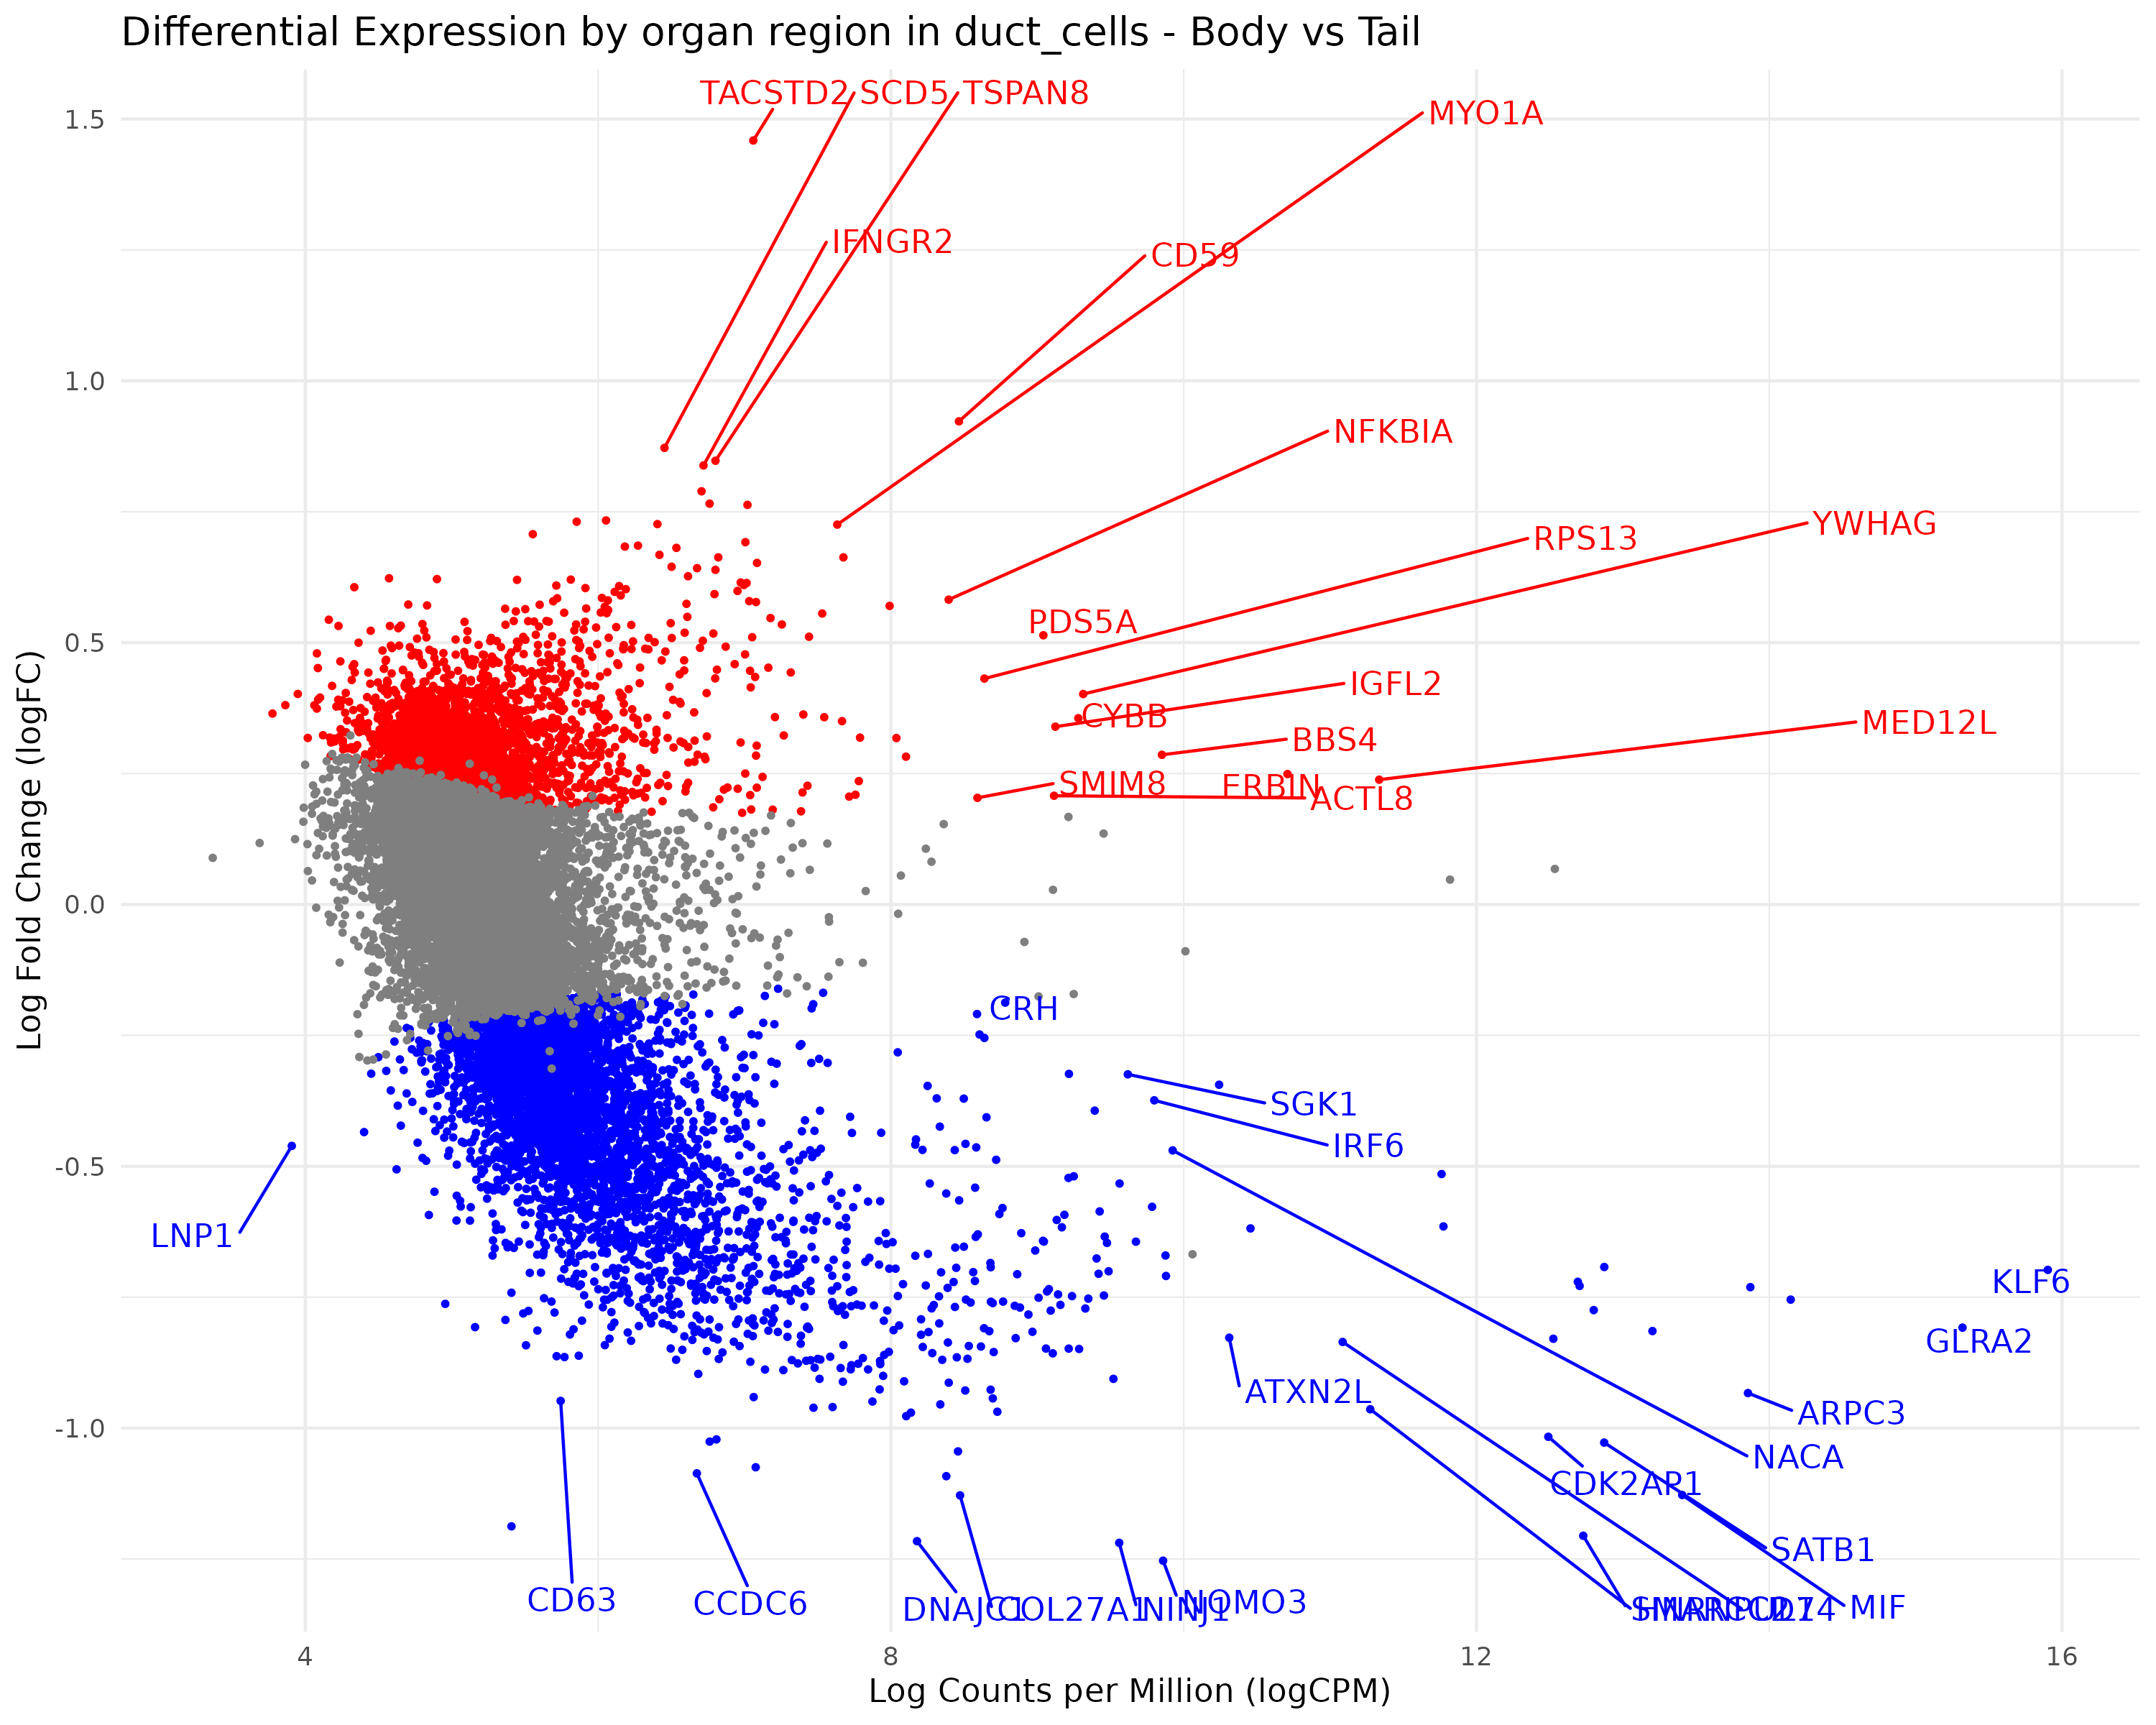 Differential Expression by organ region in duct_cells - Body vs Tail
TACSTD2
SCD5
TSPAN8
MYO1A
IFNGR2
CD59
NFKBIA
YWHAG
RPS13
PDS5A
IGFL2
CYBB
MED12L
BBS4
SMIM8
ERBIN
ACTL8
CRH
SGK1
IRF6
LNP1
KLF6
GLRA2
ATXN2L
ARPC3
NACA
CDK2AP1
SATB1
CD63
CCDC6
DNAJC1
COL27A1
NINJ1
NOMO3
MIF
1.5
1.0
0.5
0.0
-0.5
-1.0
4
8
12
16
Log Fold Change (logFC)
Log Counts per Million (logCPM)